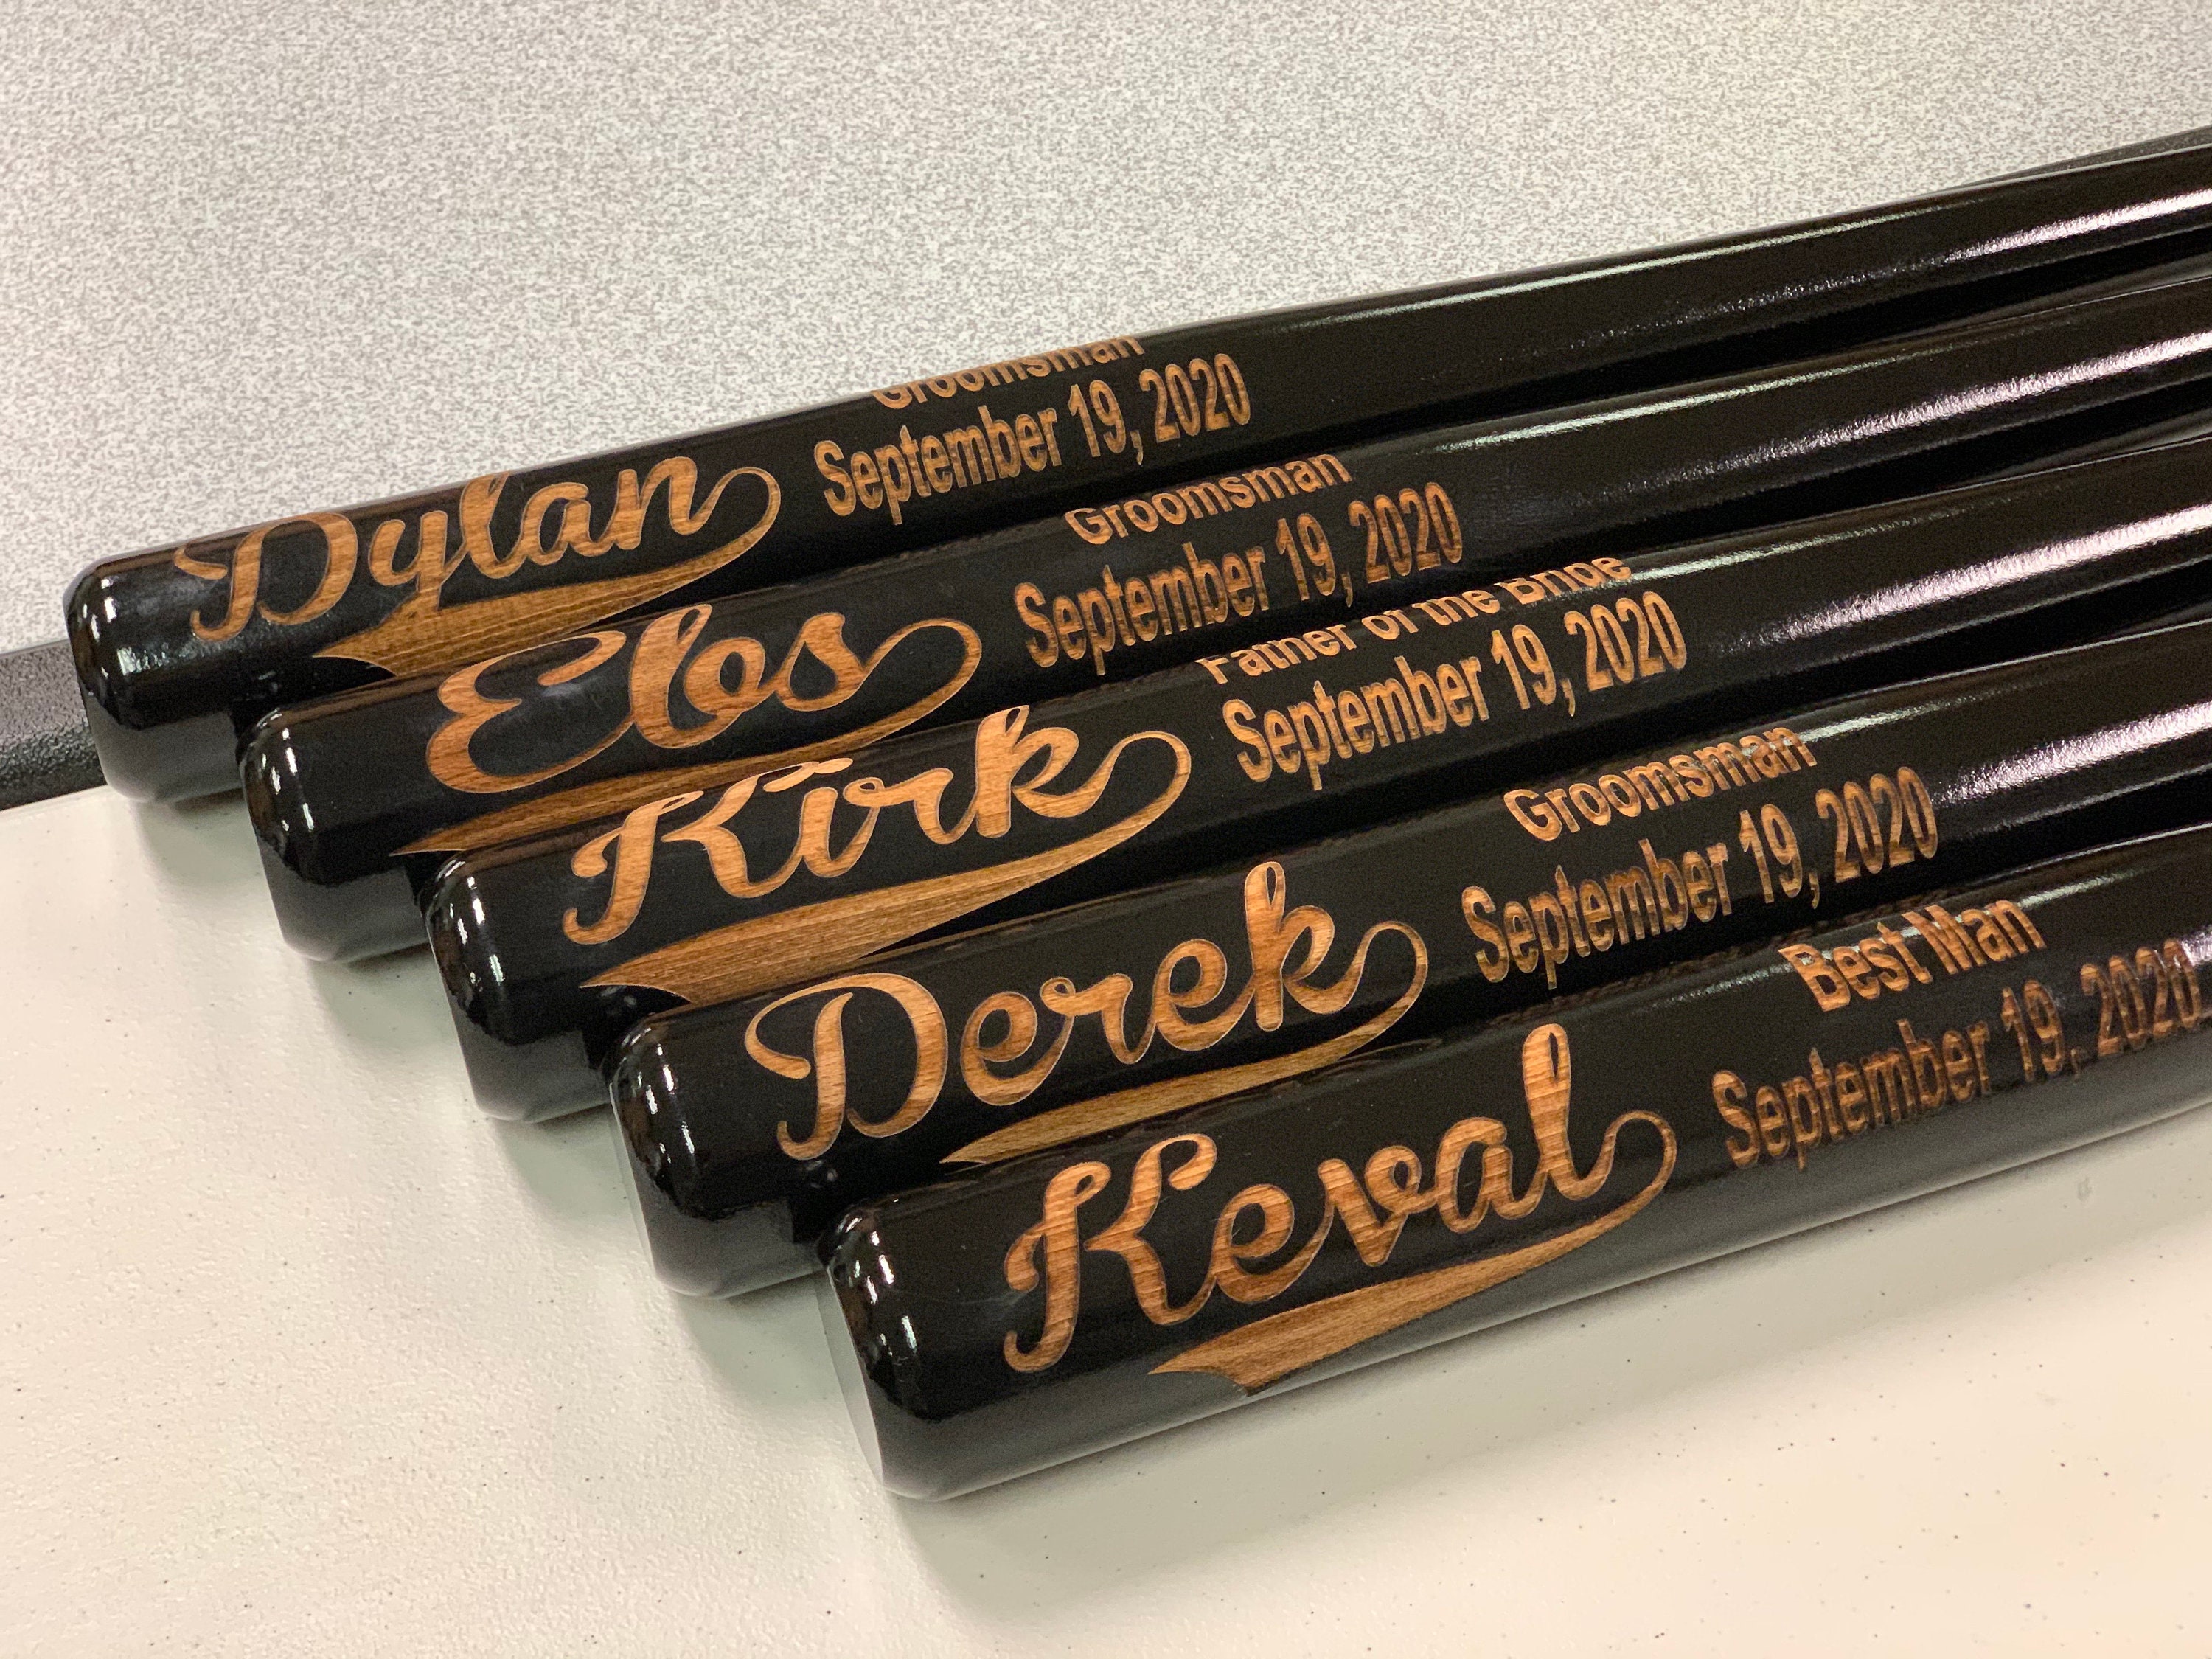 Dylan
Groomsman
September 19, 2020
Ebs
Groomsman
September 19, 2020
Kirk
Father of the Bride
September 19, 2020
Derek
Groomsman
September 19, 2020
Keval
Best Man
September 19, 2020